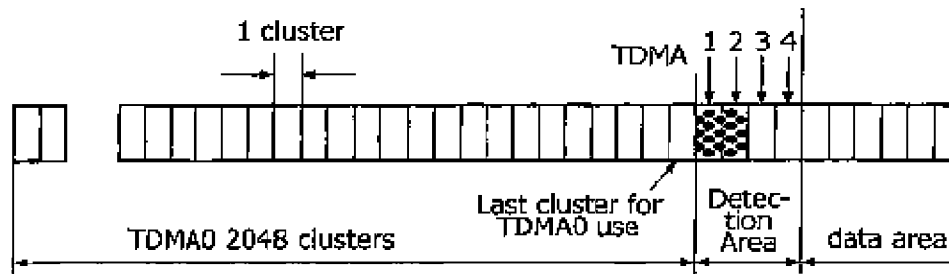 1 cluster
TDMA 1 2 3 4
Last cluster for
TDMA0 use
Detec-
tion
Area
TDMA0 2048 clusters
data area